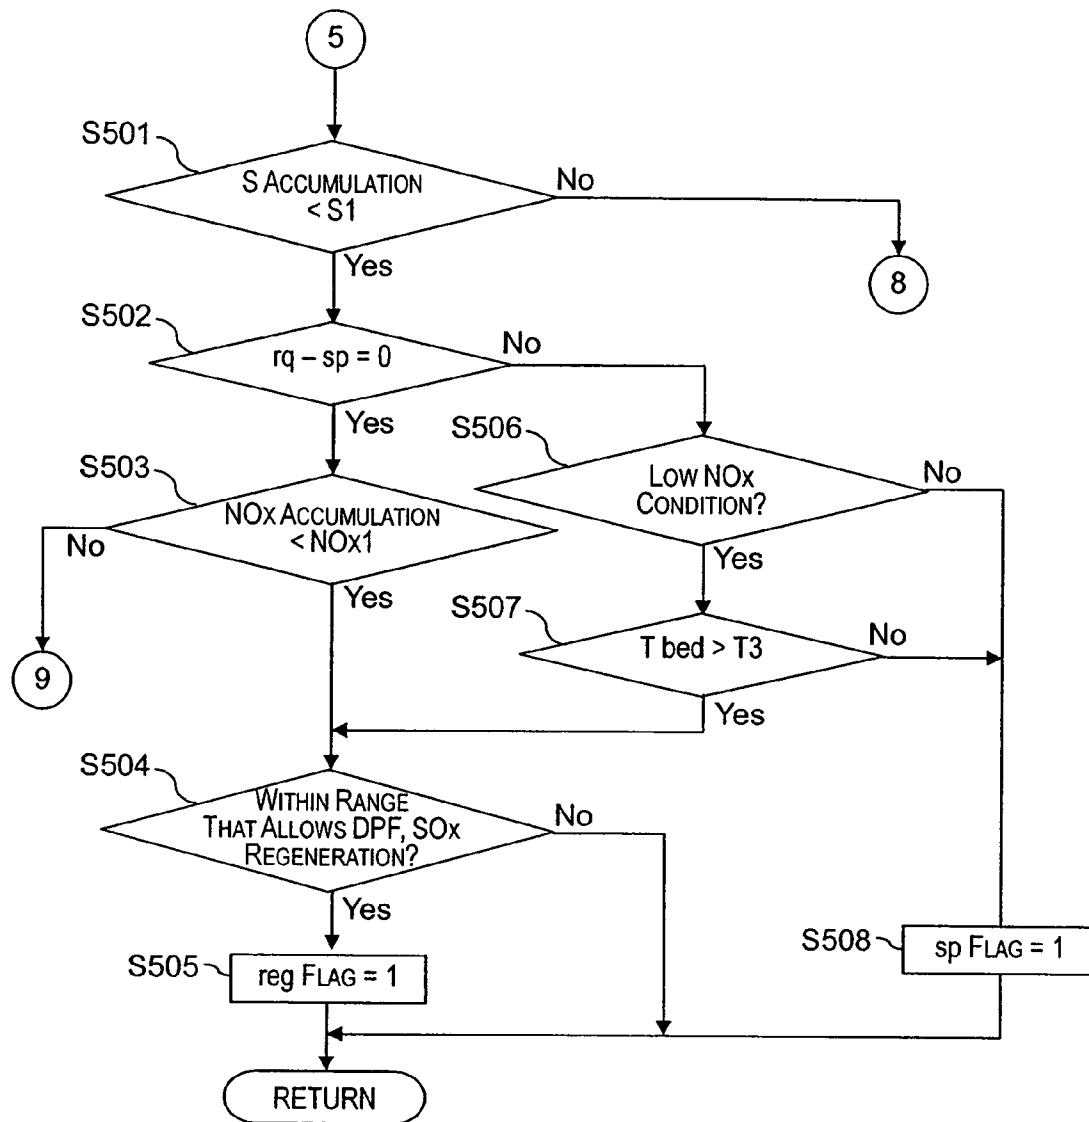 5
S501
S ACCUMULATION
< S1
No
Yes
8
S502
rq – sp = 0
No
Yes
S506
LOW NOx
CONDITION?
No
Yes
S503
NOx ACCUMULATION
< NOx1
No
Yes
9
S507
T bed > T3
No
Yes
S504
WITHIN RANGE
THAT ALLOWS DPF, SOx
REGENERATION?
No
Yes
S505
reg FLAG = 1
S508
sp FLAG = 1
RETURN